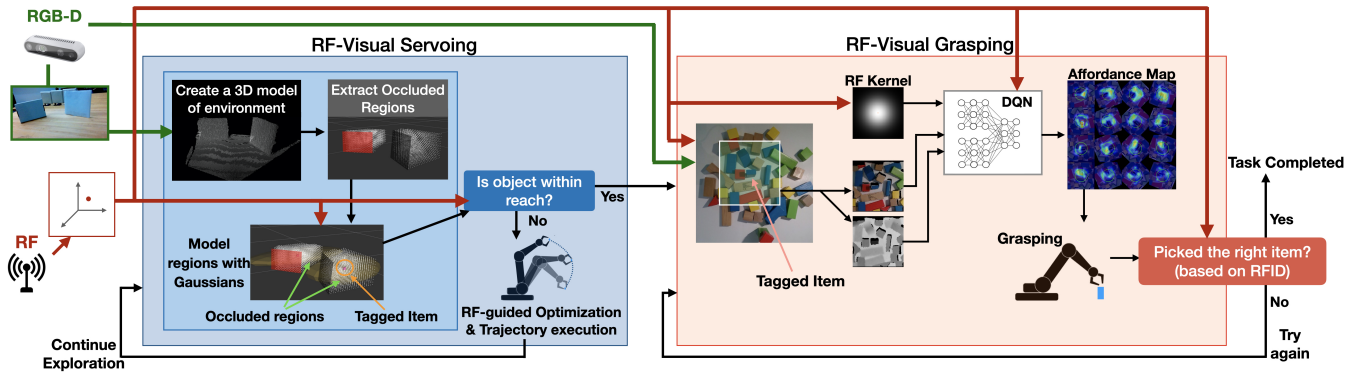 RGB-D
RF-Visual Servoing
Create a 3D model
of environment
Extract Occluded
Regions
Is object within
reach?
Yes
No
RF
Model
regions with
Gaussians
Occluded regions
Tagged Item
RF-guided Optimization
& Trajectory execution
Continue
Exploration
RF-Visual Grasping
RF Kernel
DQN
Affordance Map
Tagged Item
Grasping
Task Completed
Yes
Picked the right item?
(based on RFID)
No
Try
again